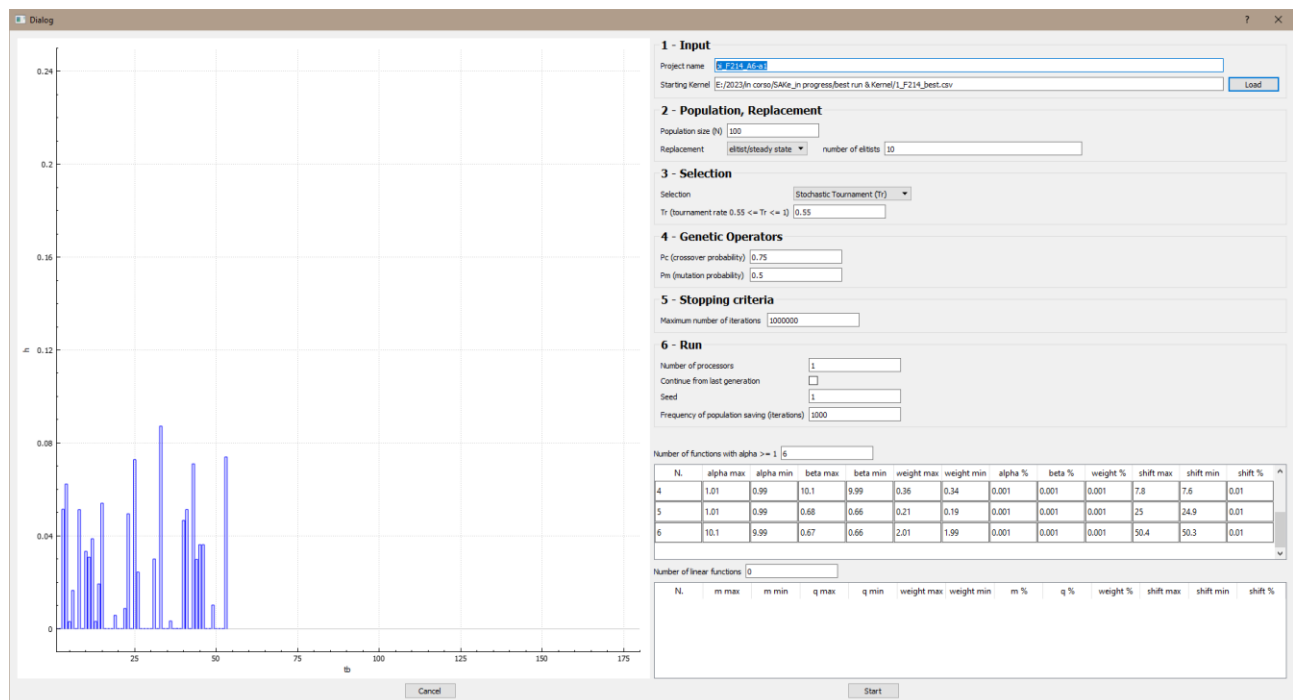 Dialog
? ×
0.24
0.2
0.16
0.12
0.08
0.04
0
h
25 50 75 100 125 150 175
tb
Cancel
1 - Input
Project name a_F214_A6-a1
Starting Kernel E:/2023/in corso/SAKe_in progress/best run & Kernel/1_F214_best.csv Load
2 - Population, Replacement
Population size (N) 100
Replacement elitist/steady state number of elitists 10
3 - Selection
Selection Stochastic Tournament (Tr)
Tr (tournament rate 0.55 <= Tr <= 1) 0.55
4 - Genetic Operators
Pc (crossover probability) 0.75
Pm (mutation probability) 0.5
5 - Stopping criteria
Maximum number of iterations 1000000
6 - Run
Number of processors 1
Continue from last generation
Seed 1
Frequency of population saving (iterations) 1000
Number of functions with alpha >= 1 6
N. alpha max alpha min beta max beta min weight max weight min alpha % beta % weight % shift max shift min shift %
4 1.01 0.99 10.1 9.99 0.36 0.34 0.001 0.001 0.001 7.8 7.6 0.01
5 1.01 0.99 0.68 0.66 0.21 0.19 0.001 0.001 0.001 25 24.9 0.01
6 10.1 9.99 0.67 0.66 2.01 1.99 0.001 0.001 0.001 50.4 50.3 0.01
Number of linear functions 0
N. m max m min q max q min weight max weight min m % q % weight % shift max shift min shift %
Start